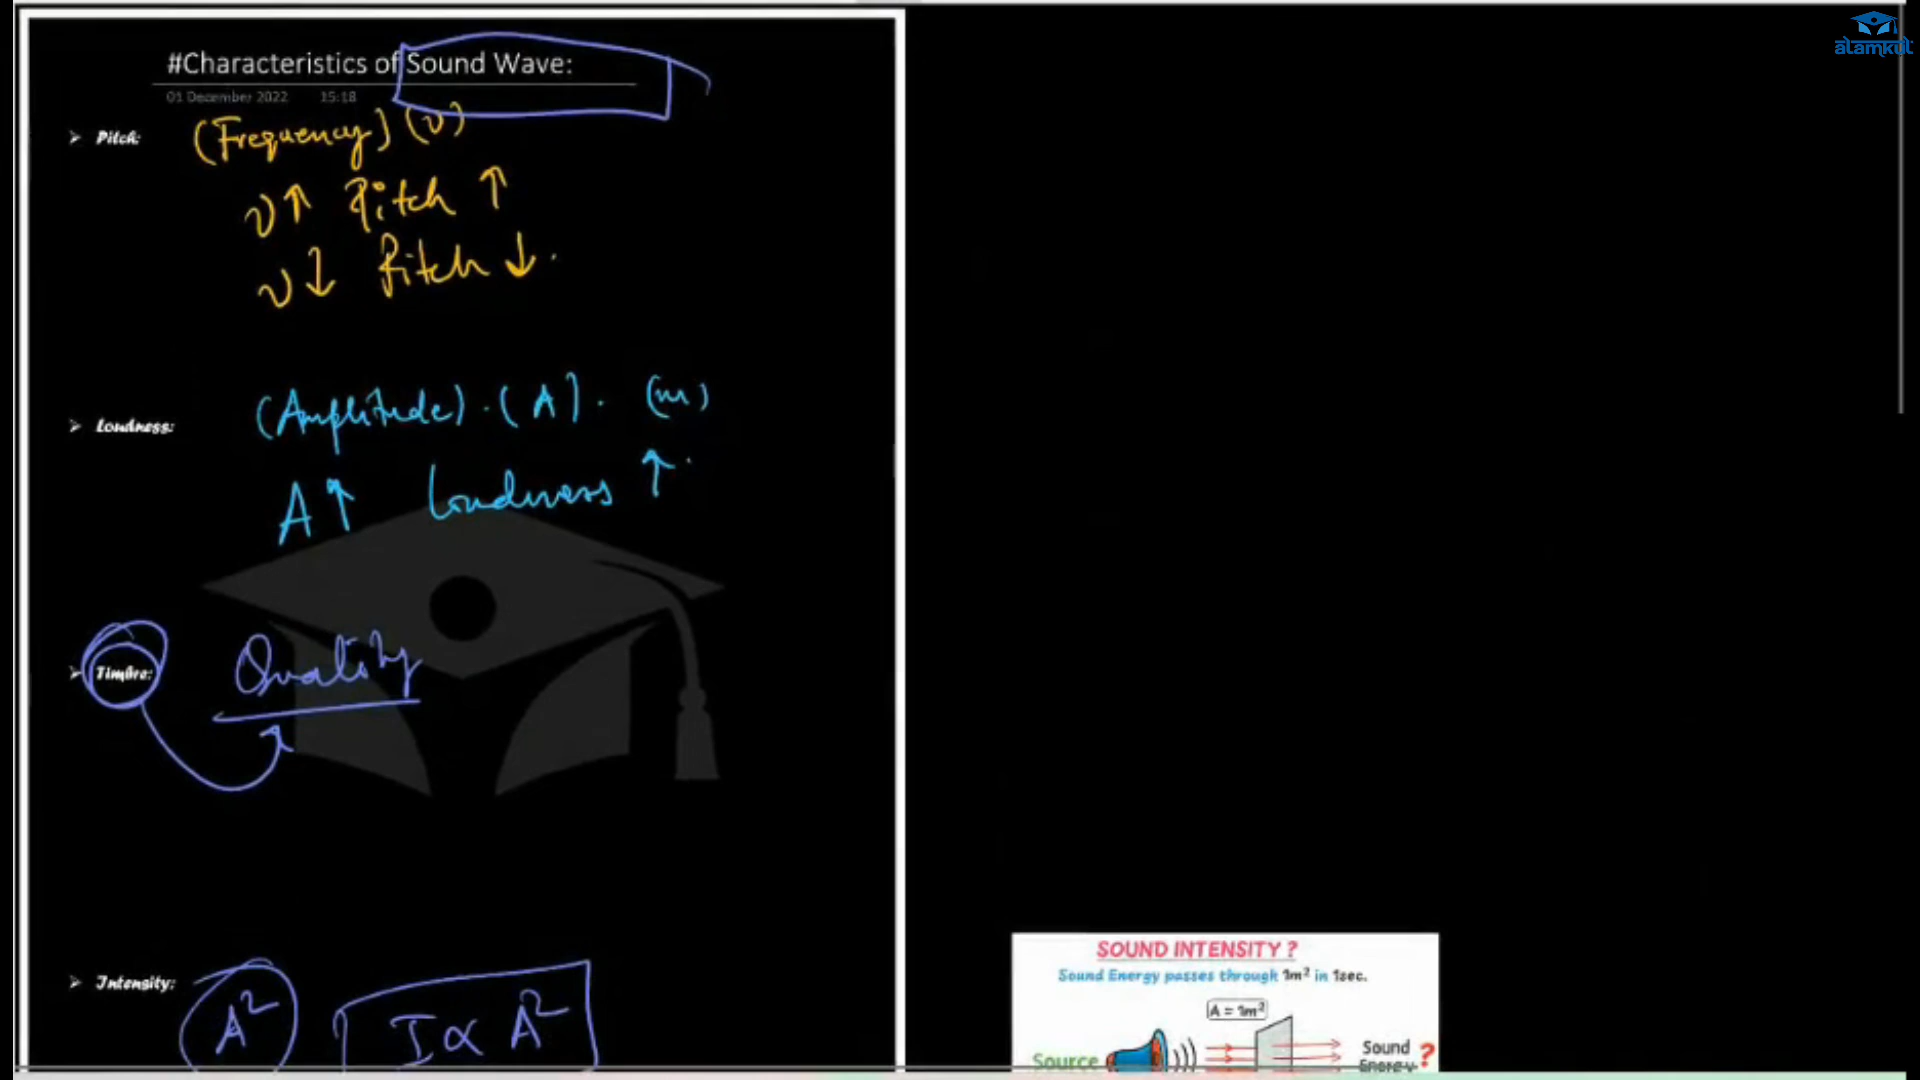 #Characteristics of Sound Wave:
01 December 2022 15:18
➢ Pitch: (Frequency) (ν)
ν↑ Pitch ↑
ν↓ Pitch ↓.
➢ Loudness: (Amplitude) . (A) . (m)
A↑ Loudness ↑
➢ Timbre: Quality
➢ Intensity: A² I ∝ A²
alamkul
SOUND INTENSITY ?
Sound Energy passes through 1m² in 1sec.
A = 1m²
Source
Sound ?
Energy